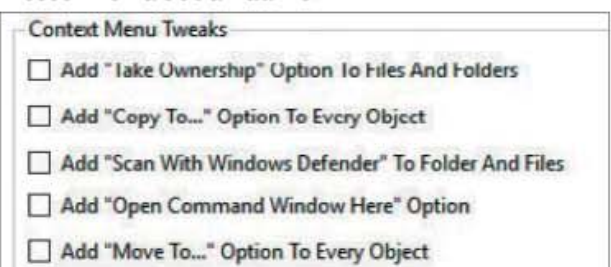 Context Menu Tweaks
Add "Take Ownership" Option To Files And Folders
Add "Copy To..." Option To Every Object
Add "Scan With Windows Defender" To Folder And Files
Add "Open Command Window Here" Option
Add "Move To..." Option To Every Object